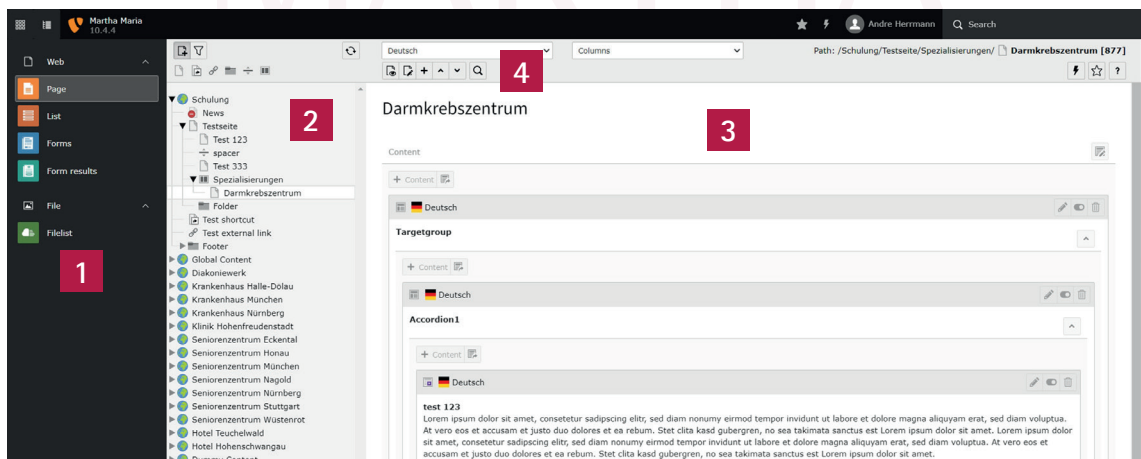 Martha Maria
10.4.4
Andre Herrmann
Search
Web
Page
List
Forms
Form results
File
Filelist
1
Schulung
News
Testseite
Test 123
spacer
Test 333
Spezialisierungen
Darmkrebszentrum
Folder
Test shortcut
Test external link
Footer
Global Content
Diakoniewerk
Krankenhaus Halle-Dölau
Krankenhaus München
Krankenhaus Nürnberg
Klinik Hohenfreudenstadt
Seniorenzentrum Eckental
Seniorenzentrum Honau
Seniorenzentrum München
Seniorenzentrum Nagold
Seniorenzentrum Nürnberg
Seniorenzentrum Stuttgart
Seniorenzentrum Wüstenrot
Hotel Teuchelwald
Hotel Hohenschwangau
Dummy Content
2
Deutsch
Columns
Path: /Schulung/Testseite/Spezialisierungen/ Darmkrebszentrum [877]
4
?
Darmkrebszentrum
3
Content
+ Content
Deutsch
Targetgroup
+ Content
Deutsch
Accordion1
+ Content
Deutsch
test 123
Lorem ipsum dolor sit amet, consetetur sadipscing elitr, sed diam nonumy eirmod tempor invidunt ut labore et dolore magna aliquyam erat, sed diam voluptua.
At vero eos et accusam et justo duo dolores et ea rebum. Stet clita kasd gubergren, no sea takimata sanctus est Lorem ipsum dolor sit amet. Lorem ipsum dolor
sit amet, consetetur sadipscing elitr, sed diam nonumy eirmod tempor invidunt ut labore et dolore magna aliquyam erat, sed diam voluptua. At vero eos et
accusam et justo duo dolores et ea rebum. Stet clita kasd gubergren, no sea takimata sanctus est Lorem ipsum dolor sit amet.